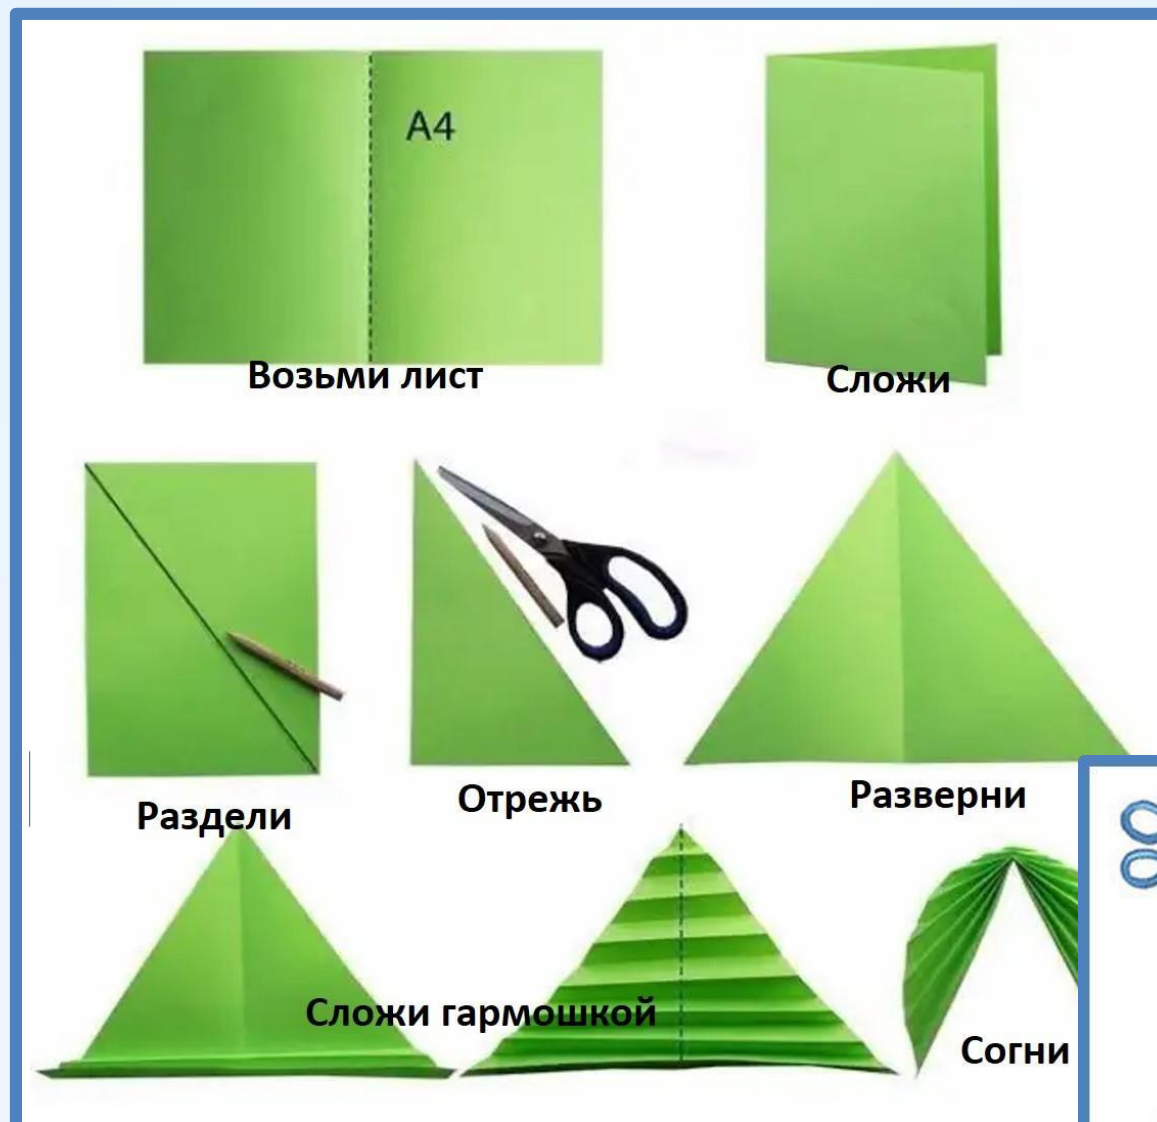 A4
Возьми лист
Сложи
Раздели
Отрежь
Разверни
Сложи гармошкой
Согни